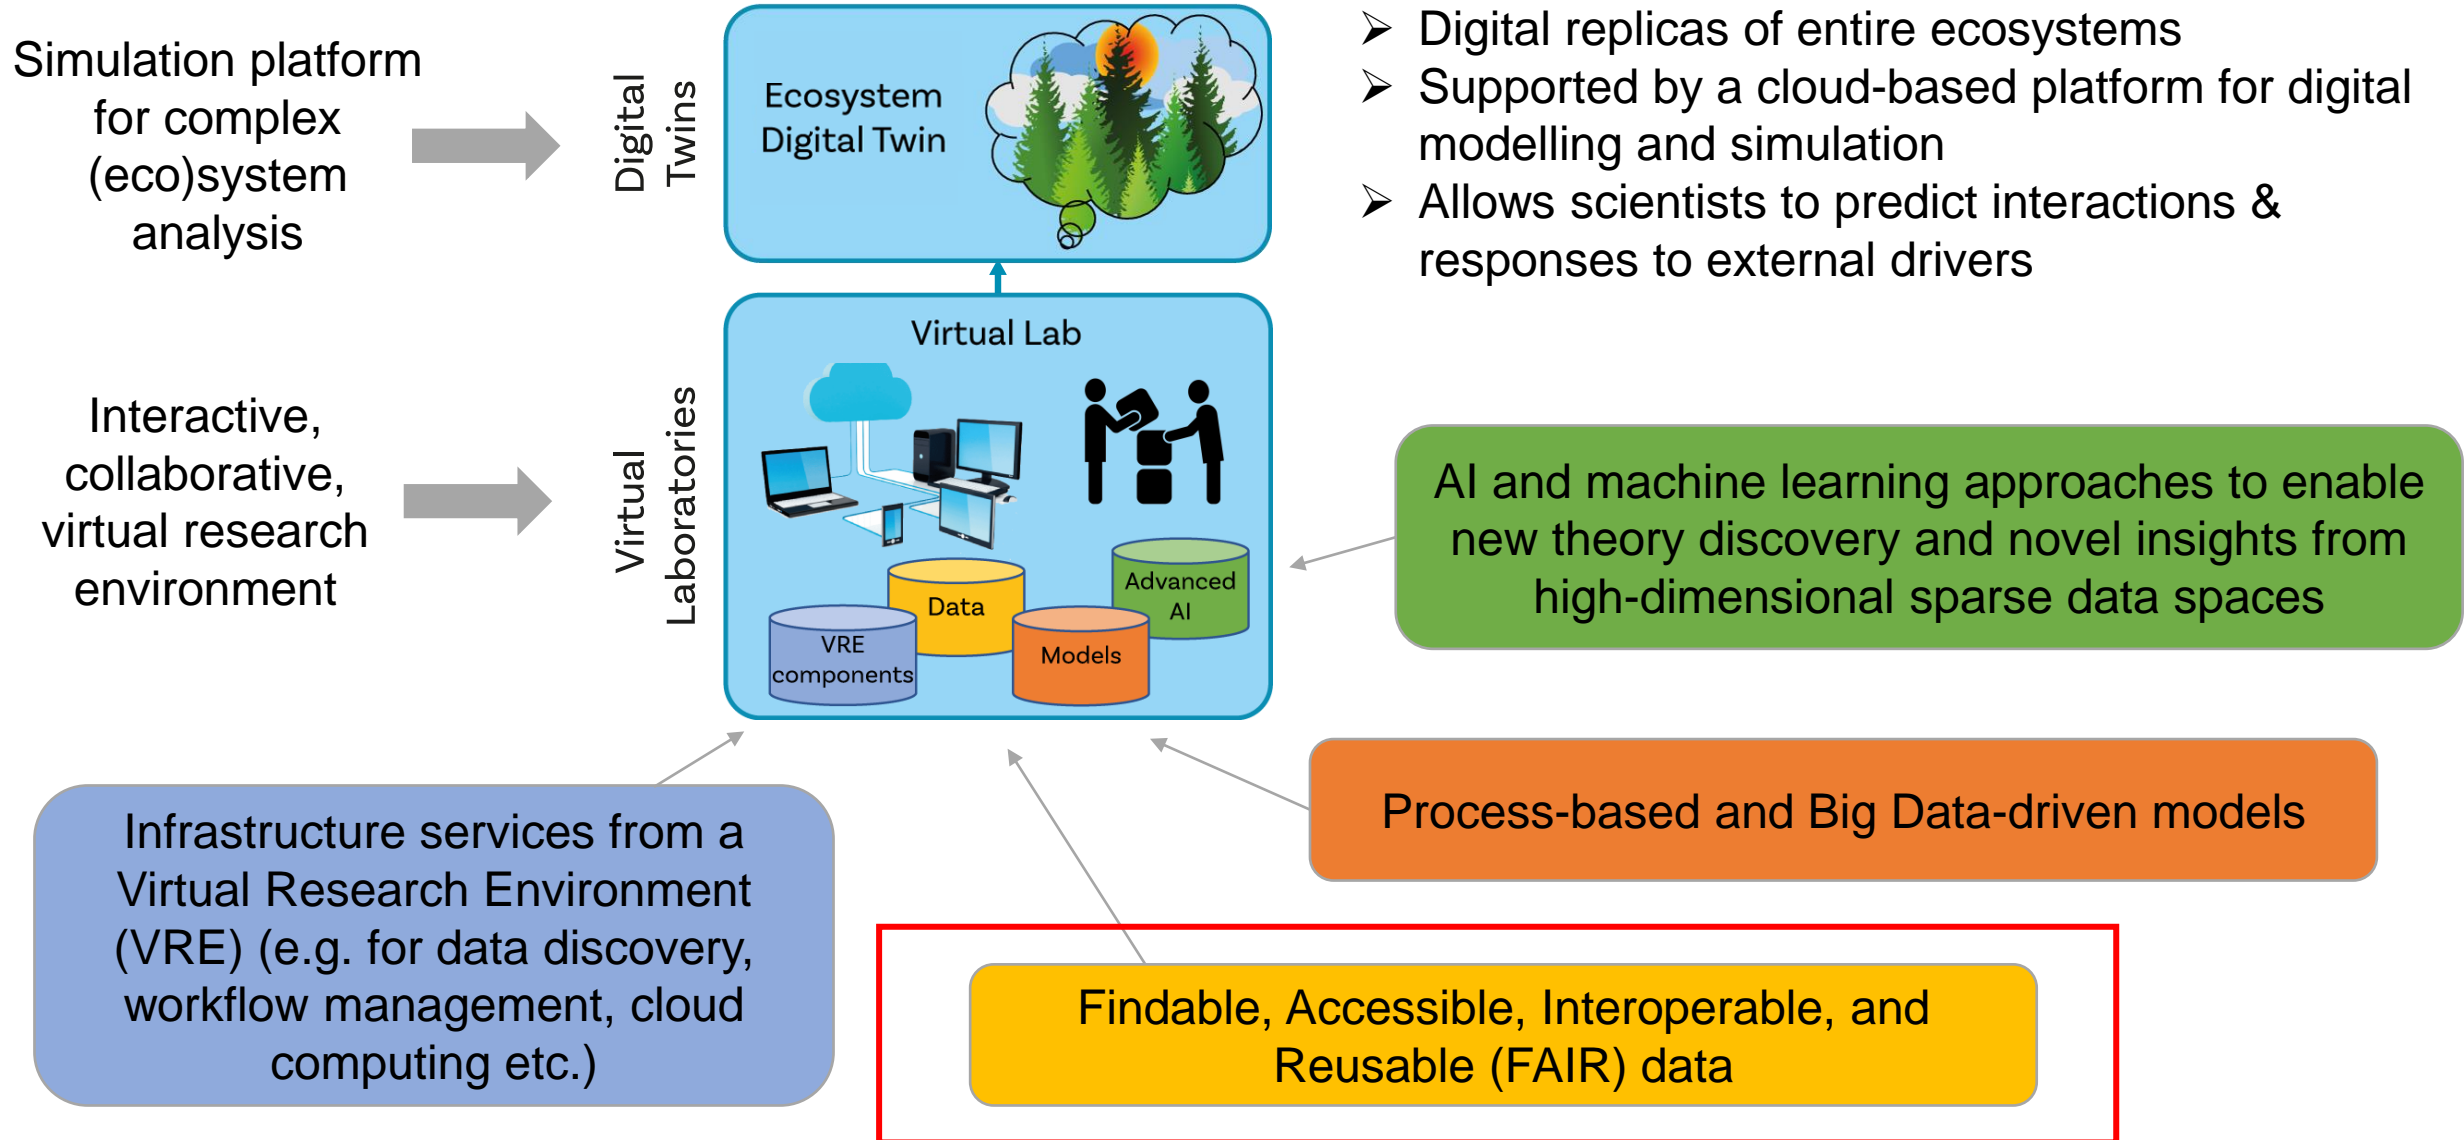 Simulation platform
for complex
(eco)system
analysis
Digital
Twins
Ecosystem
Digital Twin
➢ Digital replicas of entire ecosystems
➢ Supported by a cloud-based platform for digital
modelling and simulation
➢ Allows scientists to predict interactions &
responses to external drivers
Interactive,
collaborative,
virtual research
environment
Virtual
Laboratories
Virtual Lab
VRE
components
Data
Models
Advanced
AI
AI and machine learning approaches to enable
new theory discovery and novel insights from
high-dimensional sparse data spaces
Process-based and Big Data-driven models
Infrastructure services from a
Virtual Research Environment
(VRE) (e.g. for data discovery,
workflow management, cloud
computing etc.)
Findable, Accessible, Interoperable, and
Reusable (FAIR) data